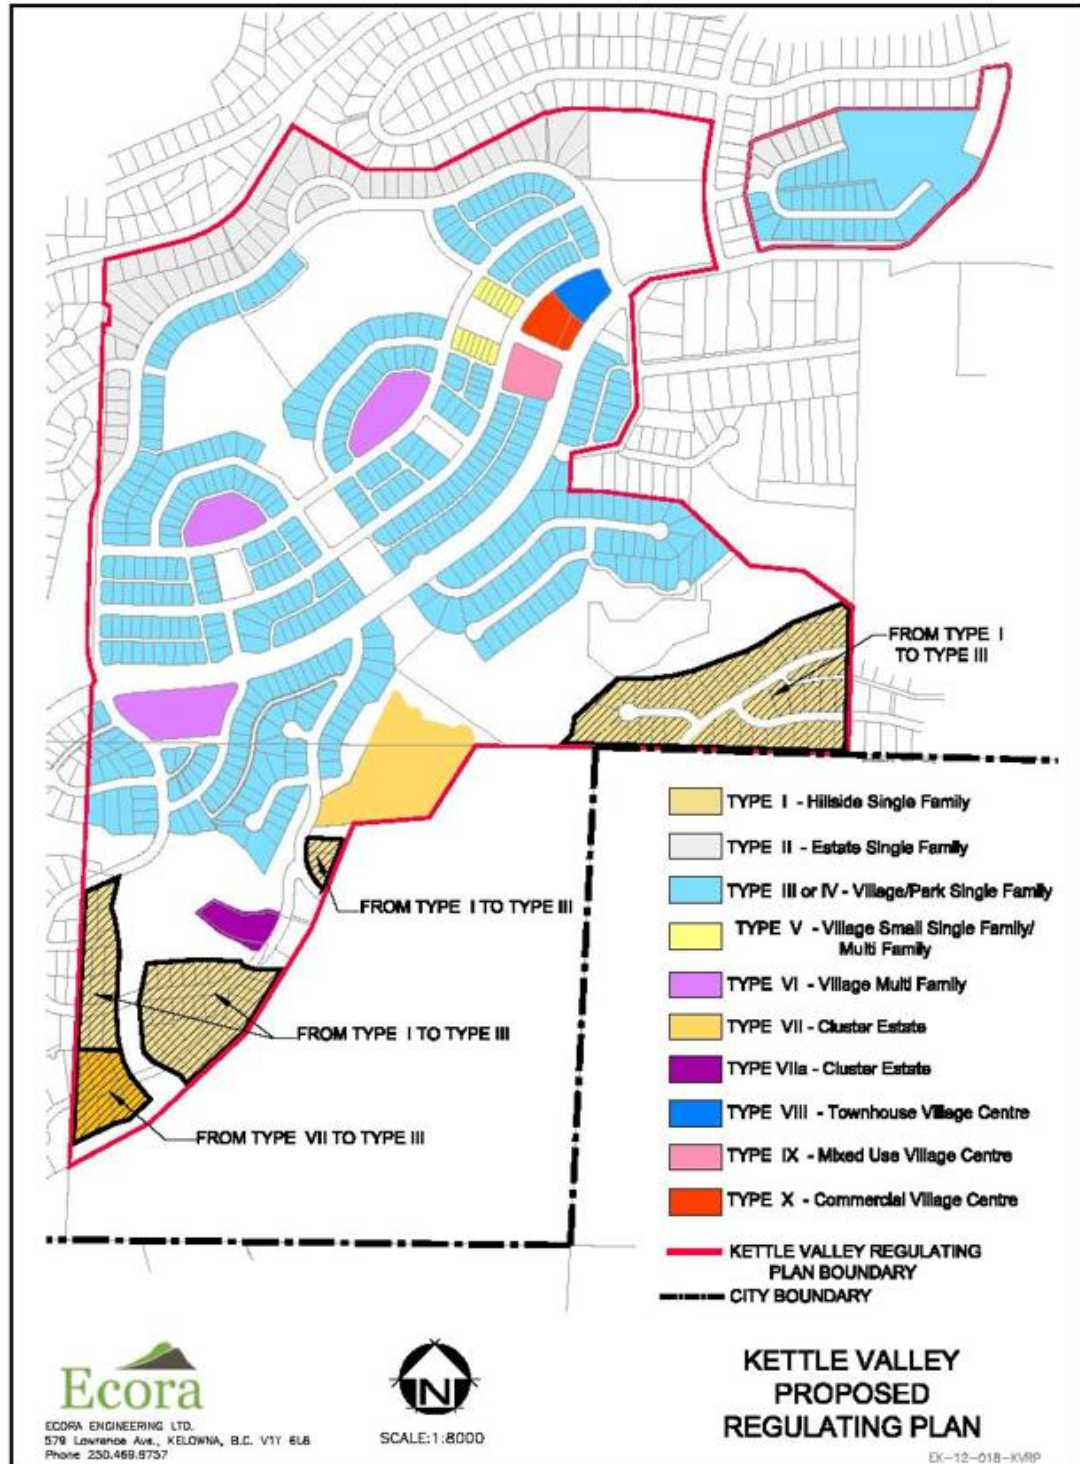 FROM TYPE I
TO TYPE III
TYPE I - Hillside Single Family
TYPE II - Estate Single Family
TYPE III or IV - Village/Park Single Family
TYPE V - Village Small Single Family/
Multi Family
FROM TYPE I TO TYPE III
TYPE VI - Village Multi Family
TYPE VII - Cluster Estate
FROM TYPE I TO TYPE III
TYPE VIIa - Cluster Estate
TYPE VIII - Townhouse Village Centre
FROM TYPE VII TO TYPE III
TYPE IX - Mixed Use Village Centre
TYPE X - Commercial Village Centre
KETTLE VALLEY REGULATING
PLAN BOUNDARY
CITY BOUNDARY
Ecora
ECORA ENGINEERING LTD.
579 Lawrence Ave., KELOWNA, B.C. V1Y 6L8
Phone 250.469.9757
N
SCALE:1:8000
KETTLE VALLEY
PROPOSED
REGULATING PLAN
EK-12-018-KVRP